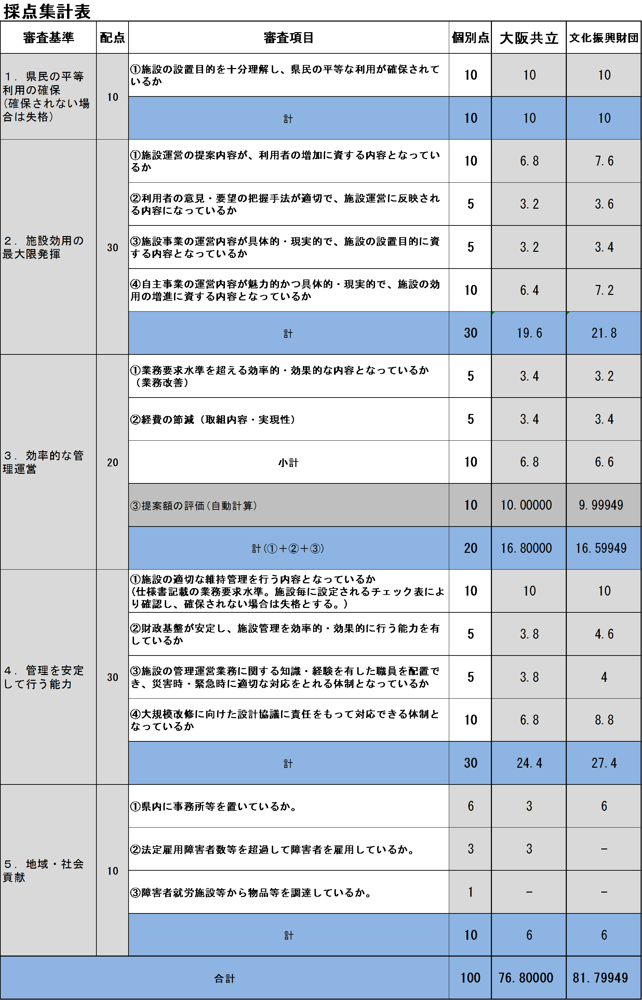 採点集計表
審査基準 配点 審査項目 個別点 大阪共立 文化振興財団
１．県民の平等
利用の確保
(確保されない場
合は失格)
10
①施設の設置目的を十分理解し、県民の平等な利用が確保されて
いるか
10 10 10
計 10 10 10
２．施設効用の
最大限発揮
30
①施設運営の提案内容が、利用者の増加に資する内容となってい
るか
10 6.8 7.6
②利用者の意見・要望の把握手法が適切で、施設運営に反映され
る内容になっているか
5 3.2 3.6
③施設事業の運営内容が具体的・現実的で、施設の設置目的に資
する内容となっているか
5 3.2 3.4
④自主事業の運営内容が魅力的かつ具体的・現実的で、施設の効
用の増進に資する内容となっているか
10 6.4 7.2
計 30 19.6 21.8
３．効率的な管
理運営
20
①業務要求水準を超える効率的・効果的な内容となっているか
（業務改善）
5 3.4 3.2
②経費の節減（取組内容・実現性） 5 3.4 3.4
小計 10 6.8 6.6
③提案額の評価(自動計算) 10 10.00000 9.99949
計(①＋②＋③) 20 16.80000 16.59949
４．管理を安定
して行う能力
30
①施設の適切な維持管理を行う内容となっているか
(仕様書記載の業務要求水準。施設毎に設定されるチェック表によ
り確認し、確保されない場合は失格とする。)
10 10 10
②財政基盤が安定し、施設管理を効率的・効果的に行う能力を有
しているか
5 3.8 4.6
③施設の管理運営業務に関する知識・経験を有した職員を配置で
き、災害時・緊急時に適切な対応をとれる体制となっているか
5 3.8 4
④大規模改修に向けた設計協議に責任をもって対応できる体制と
なっているか
10 6.8 8.8
計 30 24.4 27.4
５．地域・社会
貢献
10
①県内に事務所等を置いているか。 6 3 6
②法定雇用障害者数等を超過して障害者を雇用しているか。 3 3 −
③障害者就労施設等から物品等を調達しているか。 1 − −
計 10 6 6
合計 100 76.80000 81.79949